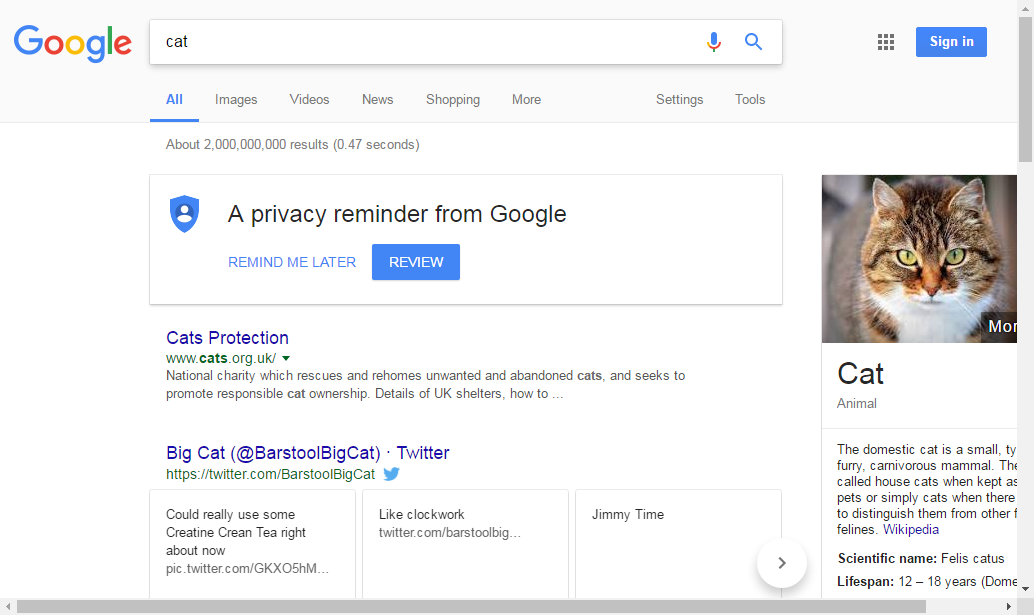 Google
cat
Sign in
All Images Videos News Shopping More Settings Tools
About 2,000,000,000 results (0.47 seconds)
A privacy reminder from Google
REMIND ME LATER REVIEW
Cats Protection
www.cats.org.uk/
National charity which rescues and rehomes unwanted and abandoned cats, and seeks to
promote responsible cat ownership. Details of UK shelters, how to ...
Big Cat (@BarstoolBigCat) · Twitter
https://twitter.com/BarstoolBigCat
Could really use some
Creatine Crean Tea right
about now
pic.twitter.com/GKXO5hM...
Like clockwork
twitter.com/barstoolbig...
Jimmy Time
Cat
Animal
The domestic cat is a small, ty
furry, carnivorous mammal. The
called house cats when kept as
pets or simply cats when there
to distinguish them from other f
felines. Wikipedia
Scientific name: Felis catus
Lifespan: 12 – 18 years (Dome